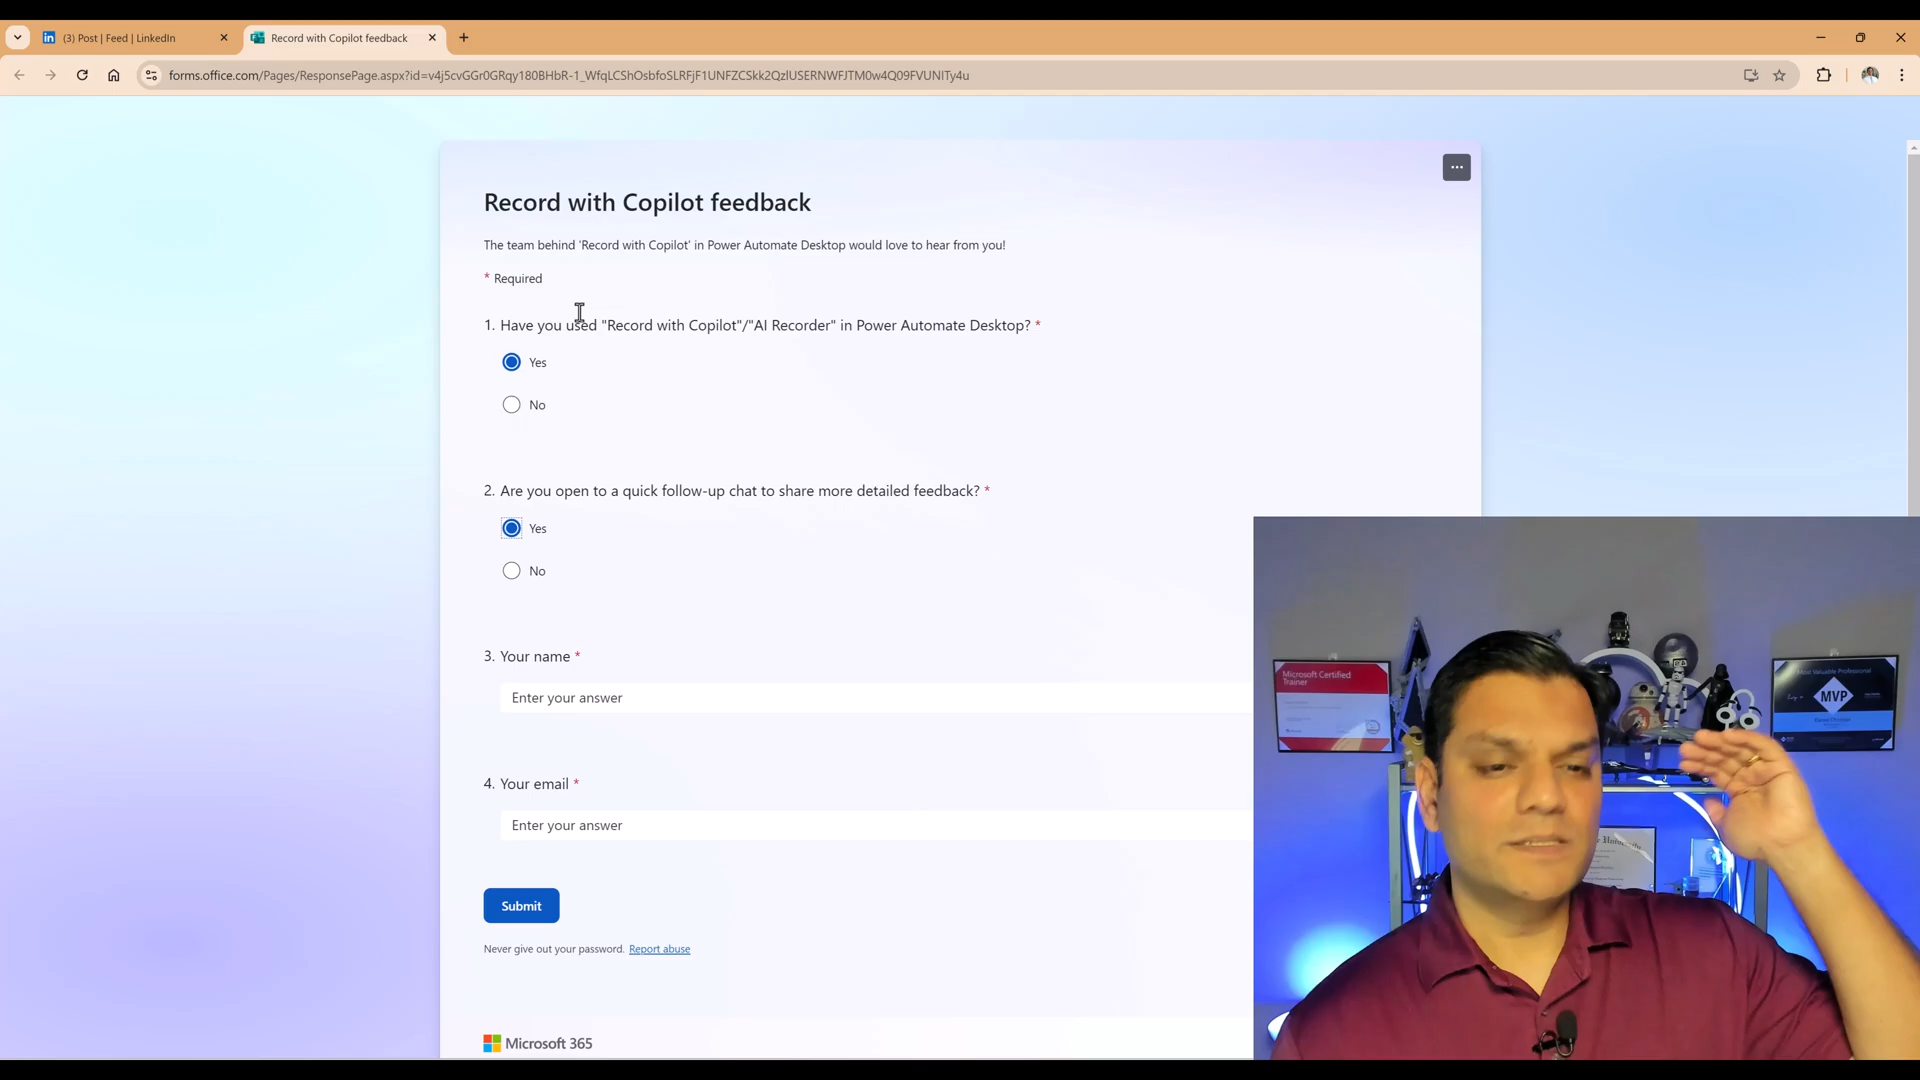 (3) Post | Feed | LinkedIn
Record with Copilot feedback
forms.office.com/Pages/ResponsePage.aspx?id=v4j5cvGGr0GRqy180BHbR-1_WfqLCShOsbfoSLRFjF1UNFZCSkk2QzlUSERNWFJTM0w4Q09FVUNITy4u
Record with Copilot feedback
The team behind 'Record with Copilot' in Power Automate Desktop would love to hear from you!
* Required
1. Have you used "Record with Copilot"/"AI Recorder" in Power Automate Desktop? *
Yes
No
2. Are you open to a quick follow-up chat to share more detailed feedback? *
Yes
No
3. Your name *
Enter your answer
4. Your email *
Enter your answer
Submit
Never give out your password. Report abuse
Microsoft 365
Microsoft Certified
Trainer
Most Valuable Professional
MVP